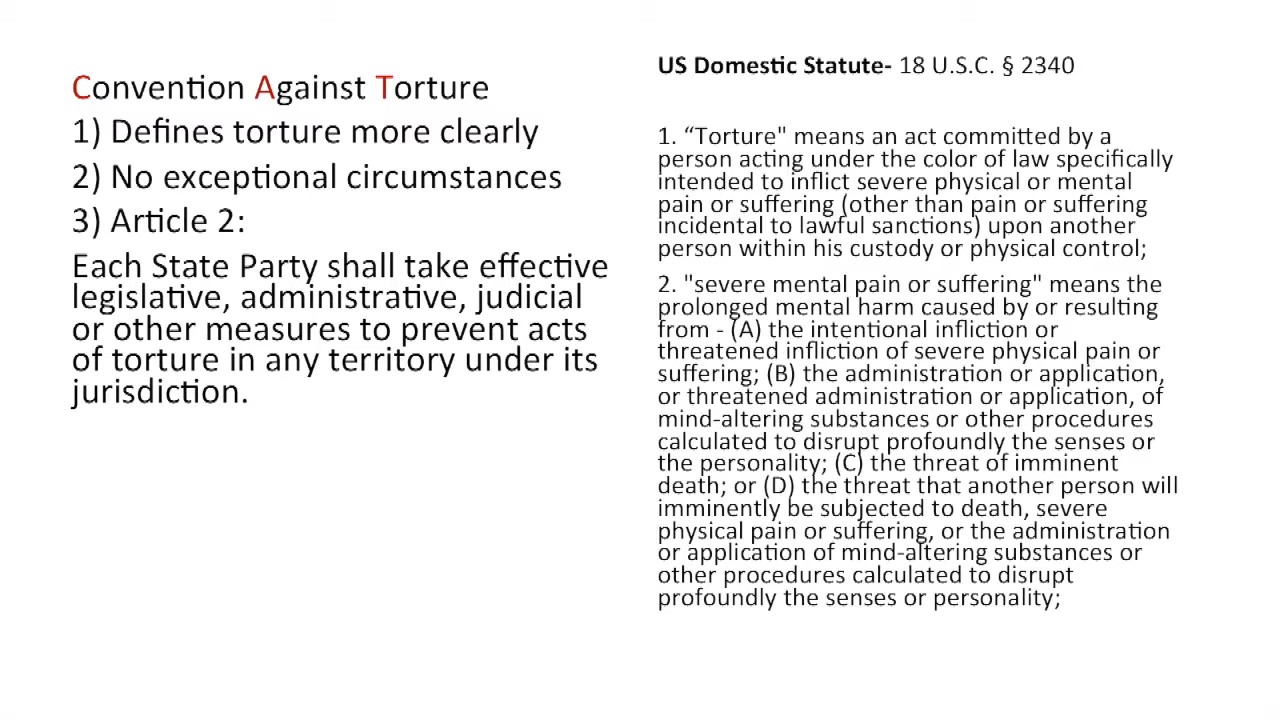 Convention Against Torture
1) Defines torture more clearly
2) No exceptional circumstances
3) Article 2:
Each State Party shall take effective
legislative, administrative, judicial
or other measures to prevent acts
of torture in any territory under its
jurisdiction.
US Domestic Statute- 18 U.S.C. § 2340
1. “Torture" means an act committed by a
person acting under the color of law specifically
intended to inflict severe physical or mental
pain or suffering (other than pain or suffering
incidental to lawful sanctions) upon another
person within his custody or physical control;
2. "severe mental pain or suffering" means the
prolonged mental harm caused by or resulting
from - (A) the intentional infliction or
threatened infliction of severe physical pain or
suffering; (B) the administration or application,
or threatened administration or application, of
mind-altering substances or other procedures
calculated to disrupt profoundly the senses or
the personality; (C) the threat of imminent
death; or (D) the threat that another person will
imminently be subjected to death, severe
physical pain or suffering, or the administration
or application of mind-altering substances or
other procedures calculated to disrupt
profoundly the senses or personality;